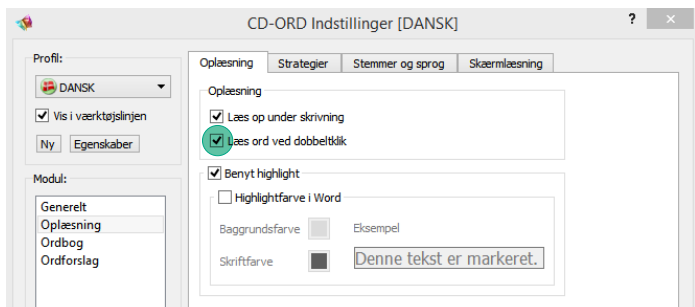 CD-ORD Indstillinger [DANSK]
?
Profil:
DANSK
Vis i værktøjslinjen
Ny Egenskaber
Modul:
Generelt
Oplæsning
Ordbog
Ordforslag
Oplæsning Strategier Stemmer og sprog Skærmlæsning
Oplæsning
Læs op under skrivning
Læs ord ved dobbeltklik
Benyt highlight
Highlightfarve i Word
Baggrundsfarve Eksempel
Skriftfarve Denne tekst er markeret.